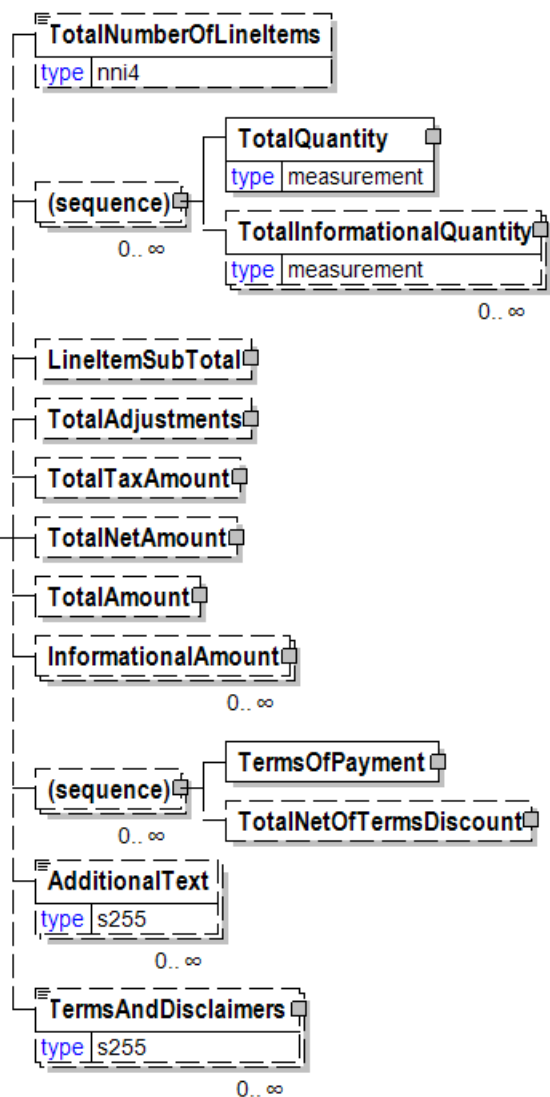 TotalNumberOfLineItems
type nni4
TotalQuantity
type measurement
(sequence)
0.. ∞
TotalInformationalQuantity
type measurement
0.. ∞
LineItemSubTotal
TotalAdjustments
TotalTaxAmount
TotalNetAmount
TotalAmount
InformationalAmount
0.. ∞
TermsOfPayment
(sequence)
0.. ∞
TotalNetOfTermsDiscount
AdditionalText
type s255
0.. ∞
TermsAndDisclaimers
type s255
0.. ∞